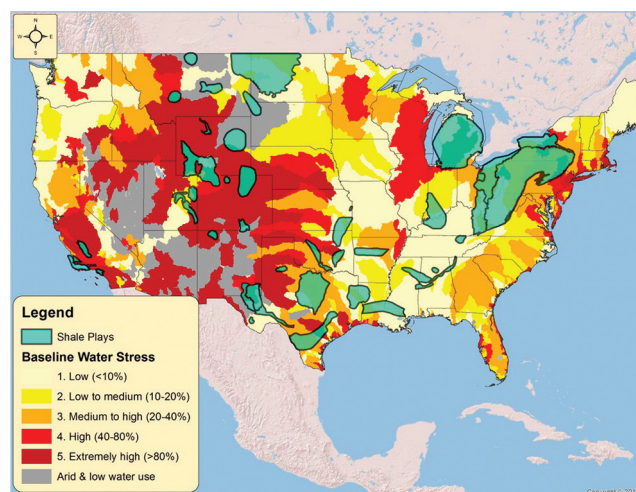 N
W E
S
Legend
Shale Plays
Baseline Water Stress
1. Low (<10%)
2. Low to medium (10-20%)
3. Medium to high (20-40%)
4. High (40-80%)
5. Extremely high (>80%)
Arid & low water use
Copyright